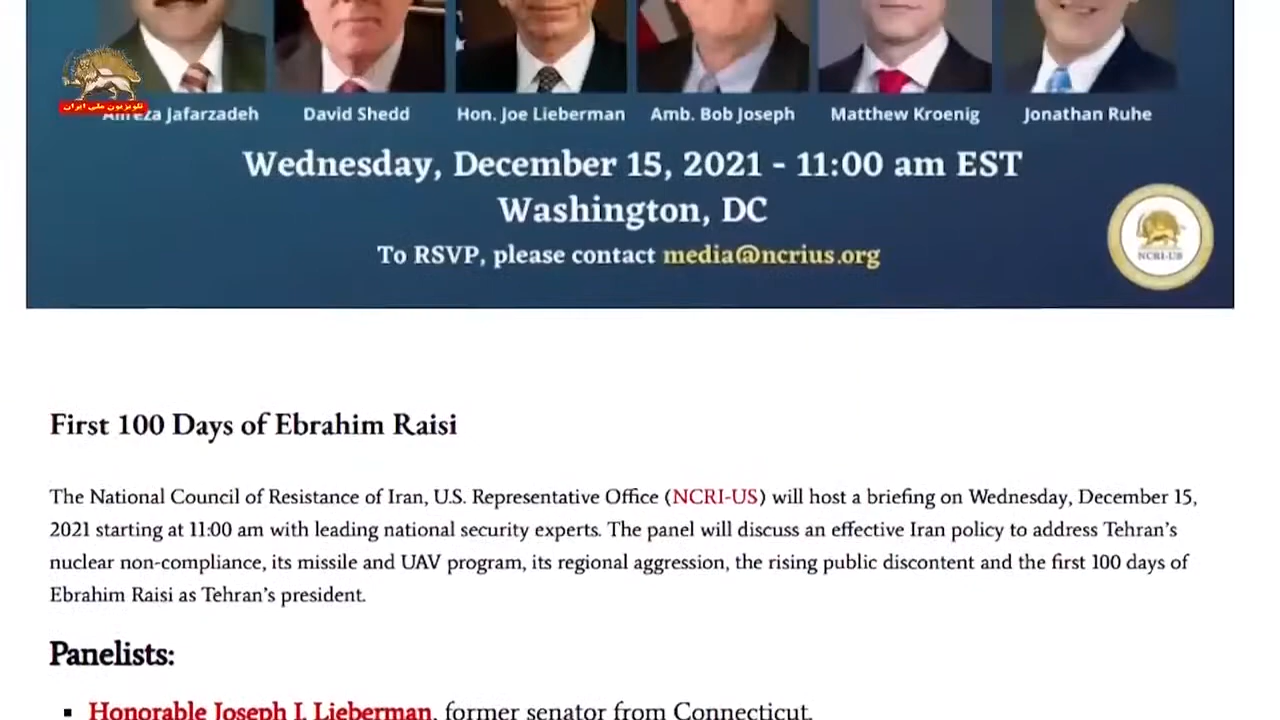 تلویزیون ملی ایران
Alireza Jafarzadeh David Shedd Hon. Joe Lieberman Amb. Bob Joseph Matthew Kroenig Jonathan Ruhe
Wednesday, December 15, 2021 - 11:00 am EST
Washington, DC
To RSVP, please contact media@ncrius.org
NCRI-US
First 100 Days of Ebrahim Raisi
The National Council of Resistance of Iran, U.S. Representative Office (NCRI-US) will host a briefing on Wednesday, December 15,
2021 starting at 11:00 am with leading national security experts. The panel will discuss an effective Iran policy to address Tehran’s
nuclear non-compliance, its missile and UAV program, its regional aggression, the rising public discontent and the first 100 days of
Ebrahim Raisi as Tehran’s president.
Panelists:
Honorable Joseph I. Lieberman, former senator from Connecticut.